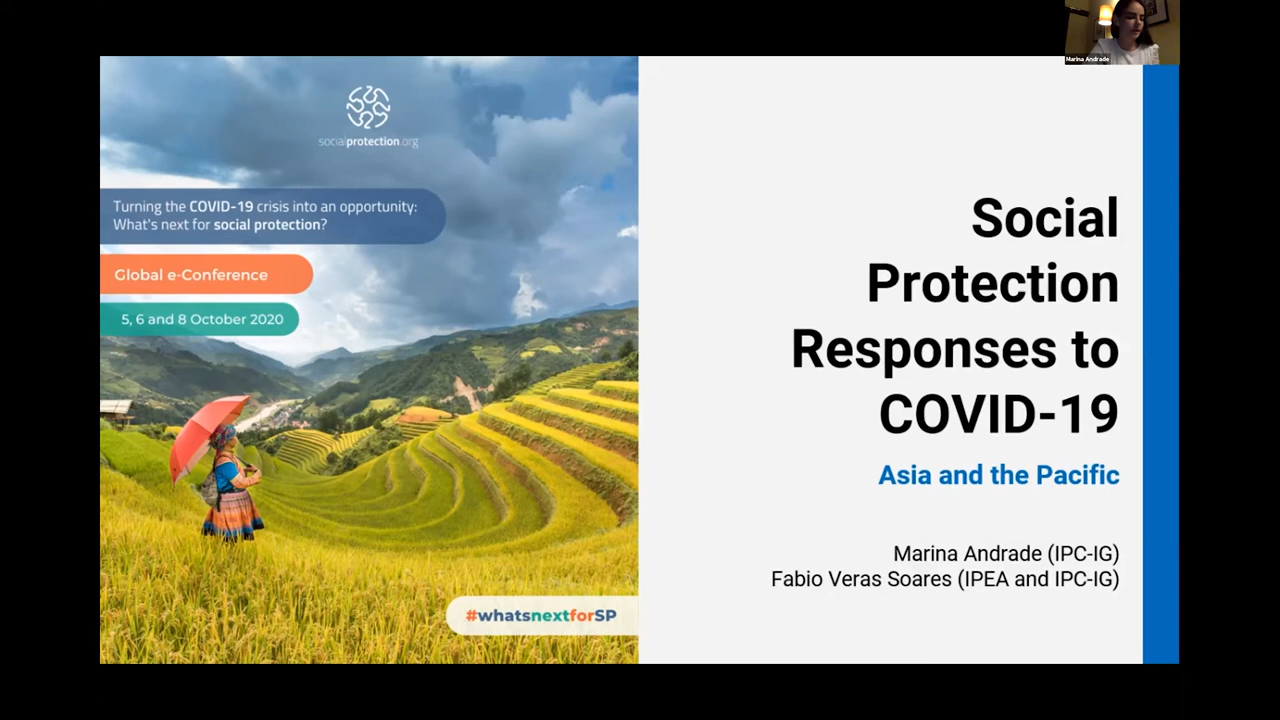 Marina Andrade
socialprotection.org
Turning the COVID-19 crisis into an opportunity:
What's next for social protection?
Global e-Conference
5, 6 and 8 October 2020
#whatsnextforSP
Social
Protection
Responses to
COVID-19
Asia and the Pacific
Marina Andrade (IPC-IG)
Fabio Veras Soares (IPEA and IPC-IG)